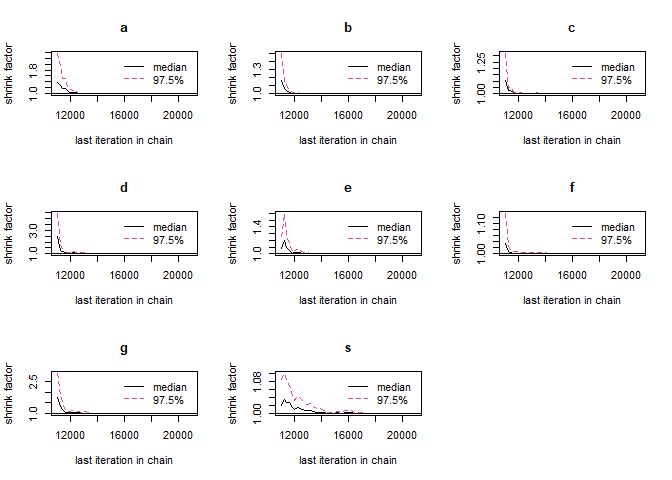 a
shrink factor
1.0 1.8
median
97.5%
12000 16000 20000
last iteration in chain
b
shrink factor
1.0 1.3
median
97.5%
12000 16000 20000
last iteration in chain
c
shrink factor
1.00 1.25
median
97.5%
12000 16000 20000
last iteration in chain
d
shrink factor
1.0 3.0
median
97.5%
12000 16000 20000
last iteration in chain
e
shrink factor
1.0 1.4
median
97.5%
12000 16000 20000
last iteration in chain
f
shrink factor
1.00 1.10
median
97.5%
12000 16000 20000
last iteration in chain
g
shrink factor
1.0 2.5
median
97.5%
12000 16000 20000
last iteration in chain
s
shrink factor
1.00 1.08
median
97.5%
12000 16000 20000
last iteration in chain